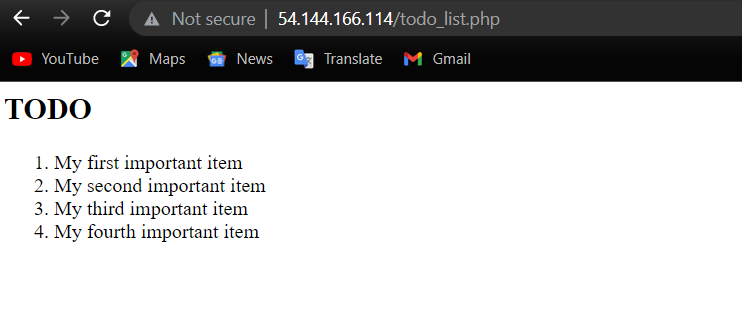 Not secure | 54.144.166.114/todo_list.php
YouTube Maps News Translate Gmail
TODO
1. My first important item
2. My second important item
3. My third important item
4. My fourth important item